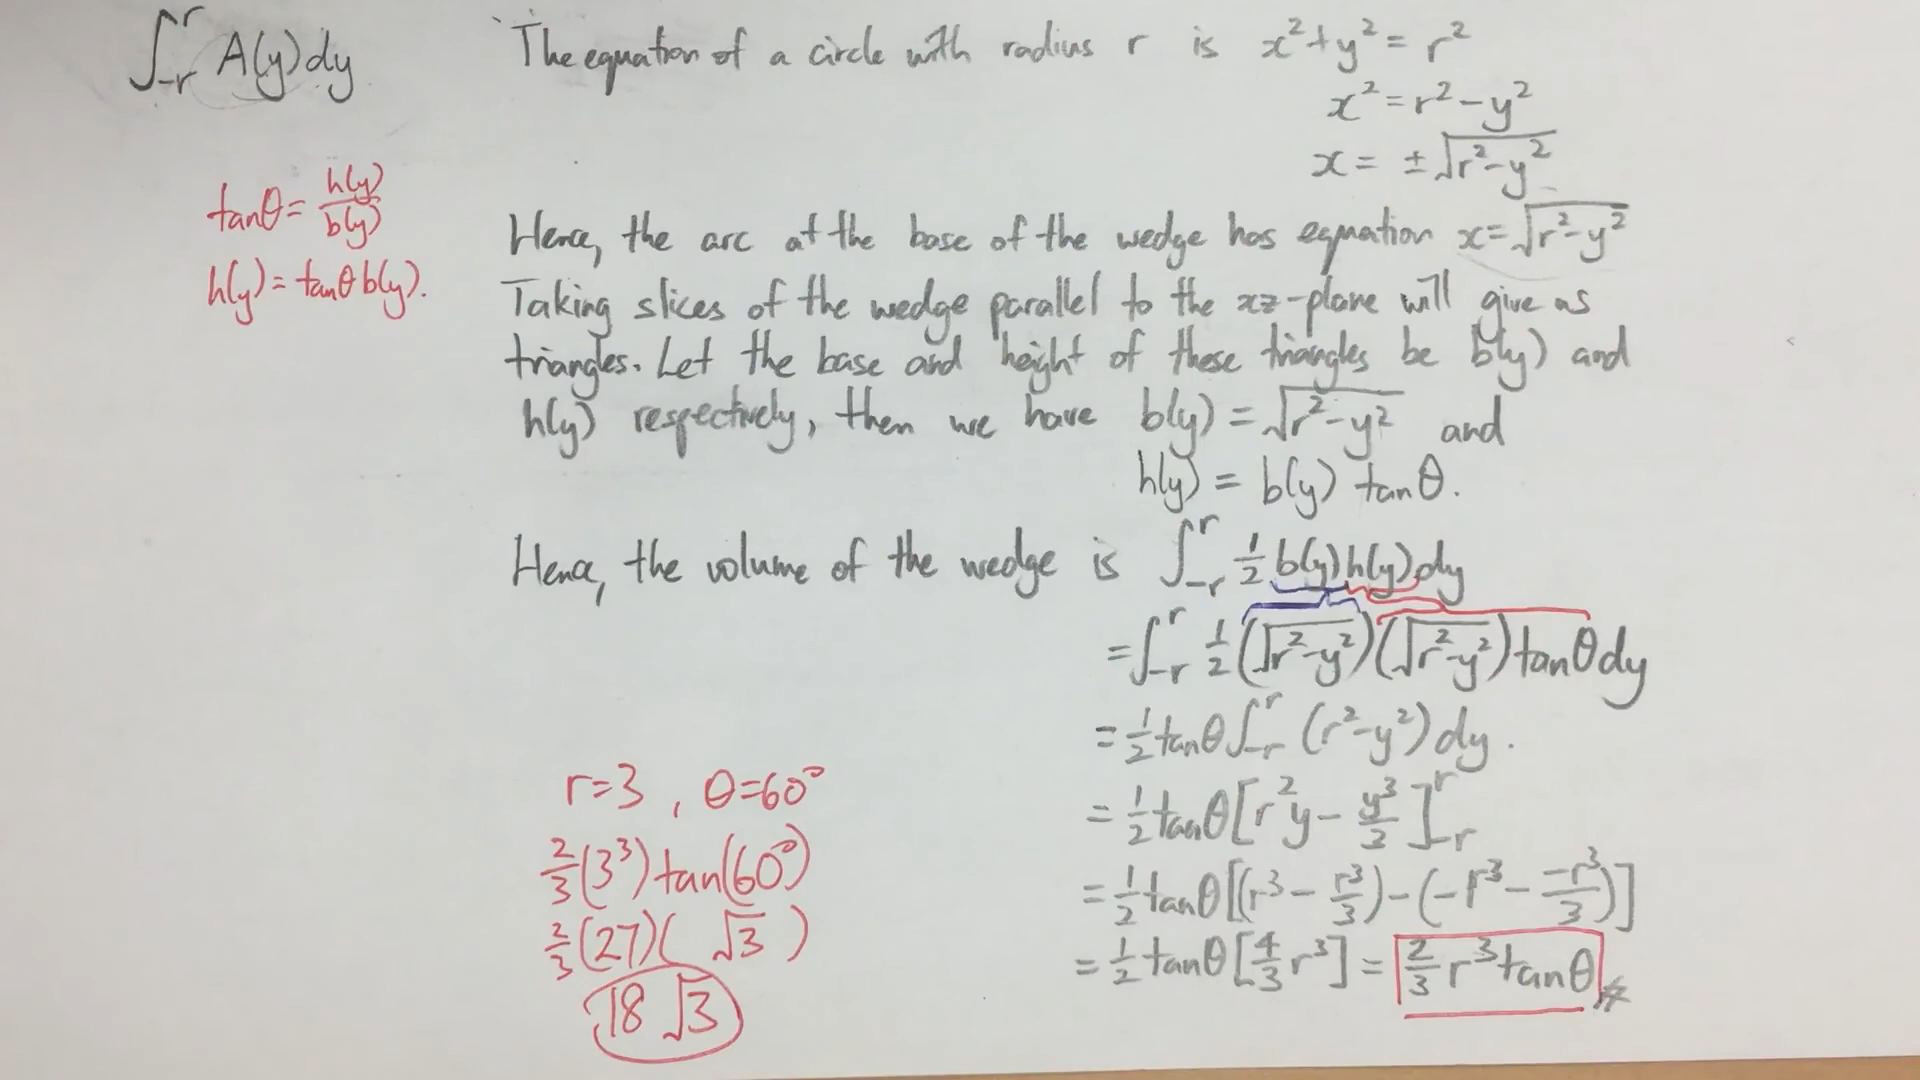 ∫_{-r}^{r} A(y) dy
tanθ = h(y)/b(y)
h(y) = tanθ b(y).
The equation of a circle with radius r is x² + y² = r²
x² = r² - y²
x = ± √(r² - y²)
Hence, the arc at the base of the wedge has equation x = √(r² - y²)
Taking slices of the wedge parallel to the xz-plane will give us
triangles. Let the base and height of these triangles be b(y) and
h(y) respectively, then we have b(y) = √(r² - y²) and
h(y) = b(y) tanθ.
Hence, the volume of the wedge is ∫_{-r}^{r} 1/2 b(y) h(y) dy
= ∫_{-r}^{r} 1/2 (√(r² - y²)) (√(r² - y²)) tanθ dy
= 1/2 tanθ ∫_{-r}^{r} (r² - y²) dy.
= 1/2 tanθ [r²y - y³/3]_{-r}^{r}
= 1/2 tanθ [(r³ - r³/3) - (-r³ - -r³/3)]
= 1/2 tanθ [4/3 r³] = 2/3 r³ tanθ
r=3 , θ=60°
2/3 (3³) tan(60°)
2/3 (27) ( √3 )
18 √3